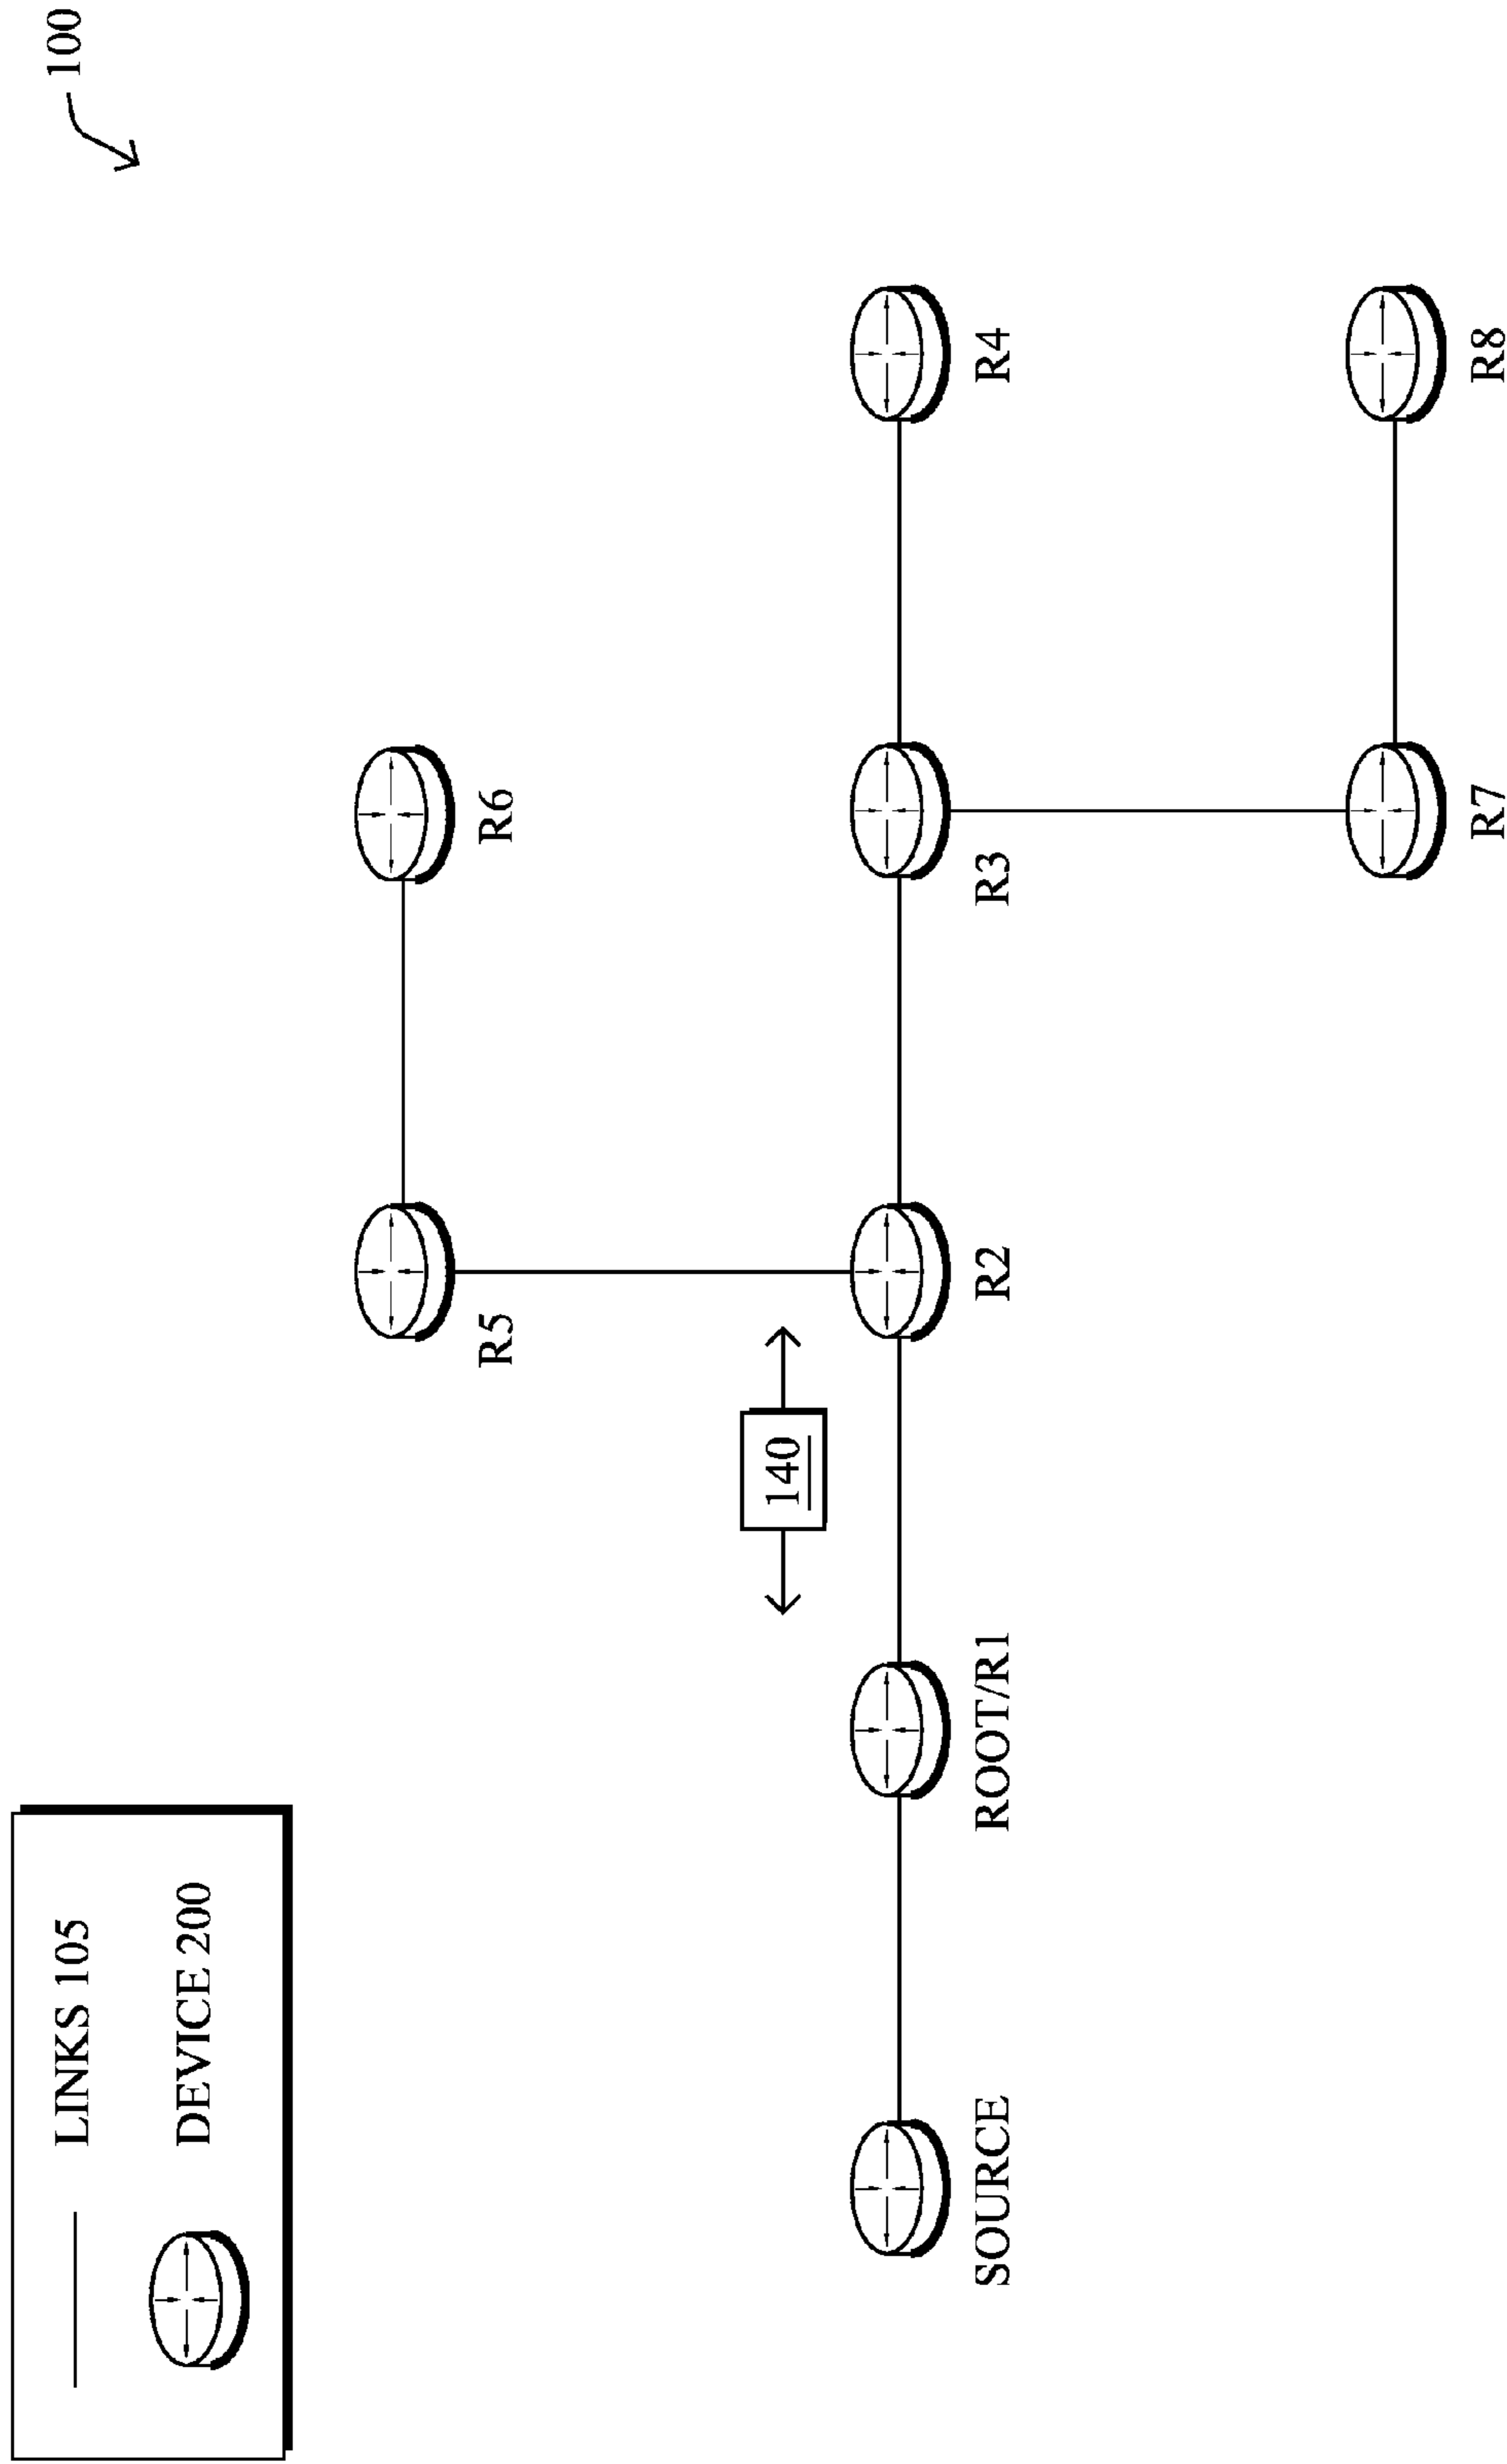 100
LINKS 105
DEVICE 200
R5
R6
140
SOURCE
ROOT/R1
R2
R3
R4
R7
R8